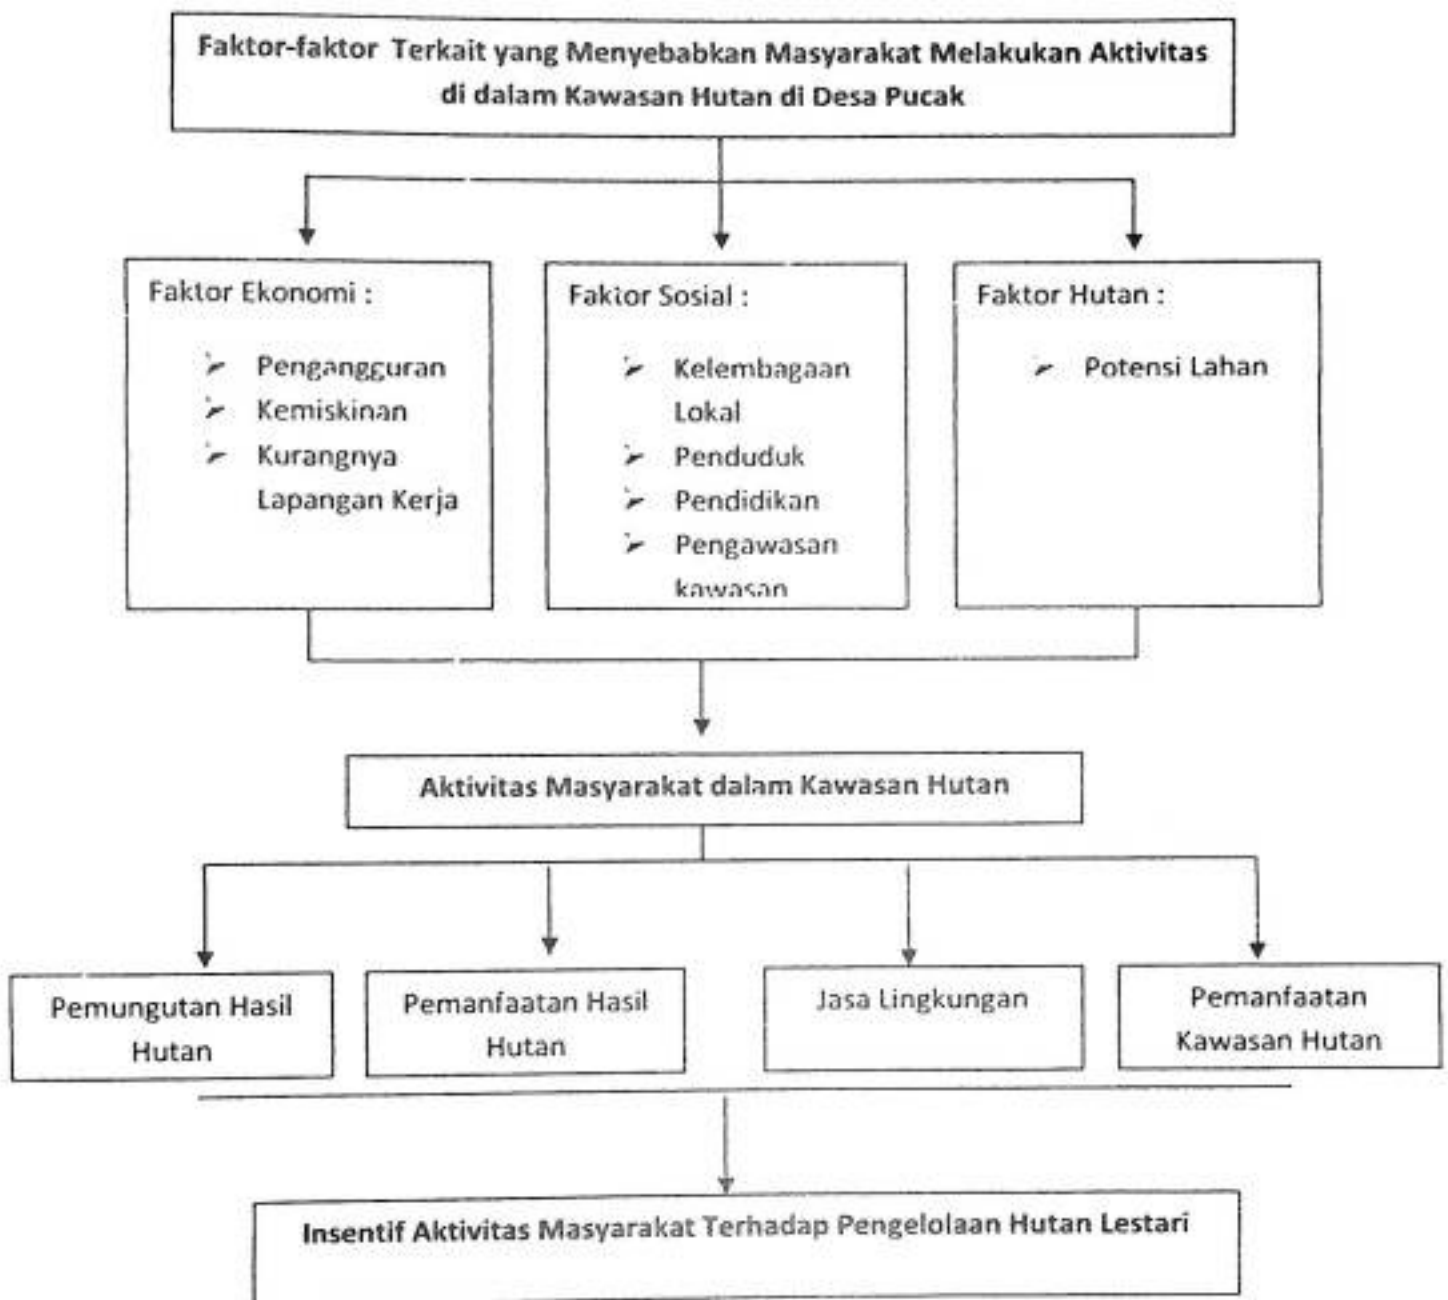 Faktor-faktor Terkait yang Menyebabkan Masyarakat Melakukan Aktivitas
di dalam Kawasan Hutan di Desa Pucak
Faktor Ekonomi :
➢ Pengangguran
➢ Kemiskinan
➢ Kurangnya
Lapangan Kerja
Faktor Sosial :
➢ Kelembagaan
Lokal
➢ Penduduk
➢ Pendidikan
➢ Pengawasan
kawasan
Faktor Hutan :
➢ Potensi Lahan
Aktivitas Masyarakat dalam Kawasan Hutan
Pemungutan Hasil
Hutan
Pemanfaatan Hasil
Hutan
Jasa Lingkungan
Pemanfaatan
Kawasan Hutan
Insentif Aktivitas Masyarakat Terhadap Pengelolaan Hutan Lestari